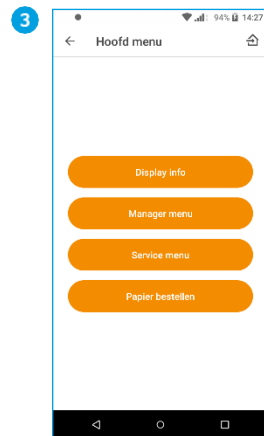 3
94% 14:27
Hoofd menu
Display info
Manager menu
Service menu
Papier bestellen